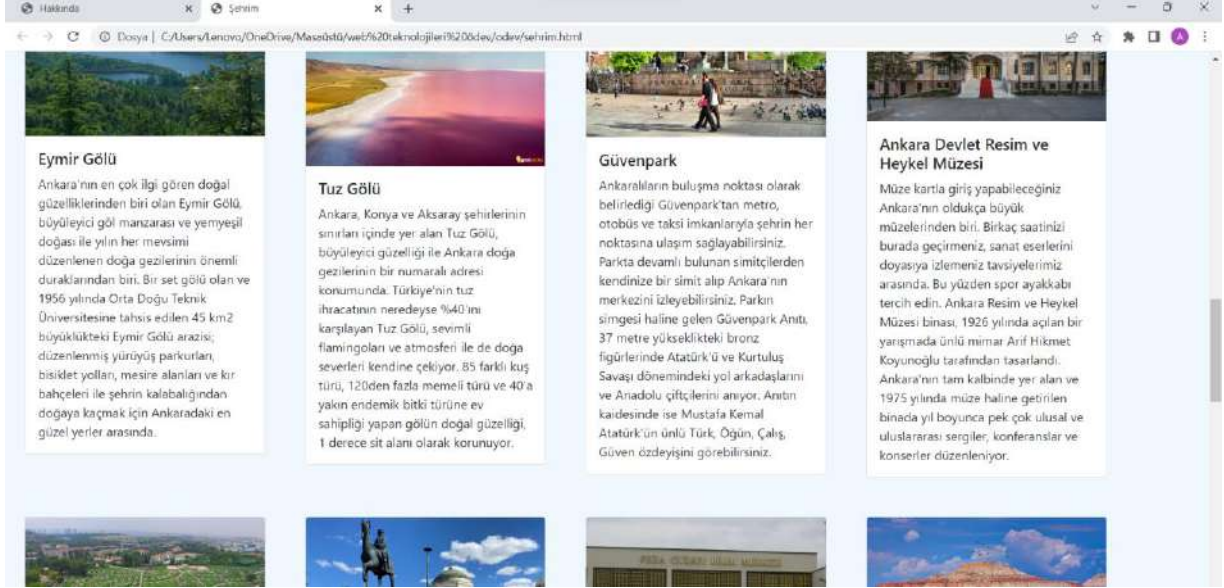 Hakkında
Şehrim
Dosya | C:/Users/Lenovo/OneDrive/Masaüstü/web%20teknolojileri%20ödev/odev/sehrim.html
Eymir Gölü
Ankara'nın en çok ilgi gören doğal
güzelliklerinden biri olan Eymir Gölü,
büyüleyici göl manzarası ve yemyeşil
doğası ile yılın her mevsimi
düzenlenen doğa gezilerinin önemli
duraklarından biri. Bir set gölü olan ve
1956 yılında Orta Doğu Teknik
Üniversitesine tahsis edilen 45 km2
büyüklükteki Eymir Gölü arazisi;
düzenlenmiş yürüyüş parkurları,
bisiklet yolları, mesire alanları ve kır
bahçeleri ile şehrin kalabalığından
doğaya kaçmak için Ankaradaki en
güzel yerler arasında.
Tuz Gölü
Ankara, Konya ve Aksaray şehirlerinin
sınırları içinde yer alan Tuz Gölü,
büyüleyici güzelliği ile Ankara doğa
gezilerinin bir numaralı adresi
konumunda. Türkiye'nin tuz
ihracatının neredeyse %40'ını
karşılayan Tuz Gölü, sevimli
flamingoları ve atmosferi ile de doğa
severleri kendine çekiyor. 85 farklı kuş
türü, 120den fazla memeli türü ve 40'a
yakın endemik bitki türüne ev
sahipliği yapan gölün doğal güzelliği,
1 derece sit alanı olarak korunuyor.
Güvenpark
Ankaralıların buluşma noktası olarak
belirlediği Güvenpark'tan metro,
otobüs ve taksi imkanlarıyla şehrin her
noktasına ulaşım sağlayabilirsiniz.
Parkta devamlı bulunan simitçilerden
kendinize bir simit alıp Ankara'nın
merkezini izleyebilirsiniz. Parkın
simgesi haline gelen Güvenpark Anıtı,
37 metre yükseklikteki bronz
figürlerinde Atatürk'ü ve Kurtuluş
Savaşı dönemindeki yol arkadaşlarını
ve Anadolu çiftçilerini anıyor. Anıtın
kaidesinde ise Mustafa Kemal
Atatürk'ün ünlü Türk, Öğün, Çalış,
Güven özdeyişini görebilirsiniz.
Ankara Devlet Resim ve
Heykel Müzesi
Müze kartla giriş yapabileceğiniz
Ankara'nın oldukça büyük
müzelerinden biri. Birkaç saatinizi
burada geçirmeniz, sanat eserlerini
doyasıya izlemeniz tavsiyelerimiz
arasında. Bu yüzden spor ayakkabı
tercih edin. Ankara Resim ve Heykel
Müzesi binası, 1926 yılında açılan bir
yarışmada ünlü mimar Arif Hikmet
Koyunoğlu tarafından tasarlandı.
Ankara'nın tam kalbinde yer alan ve
1975 yılında müze haline getirilen
binada yıl boyunca pek çok ulusal ve
uluslararası sergiler, konferanslar ve
konserler düzenleniyor.